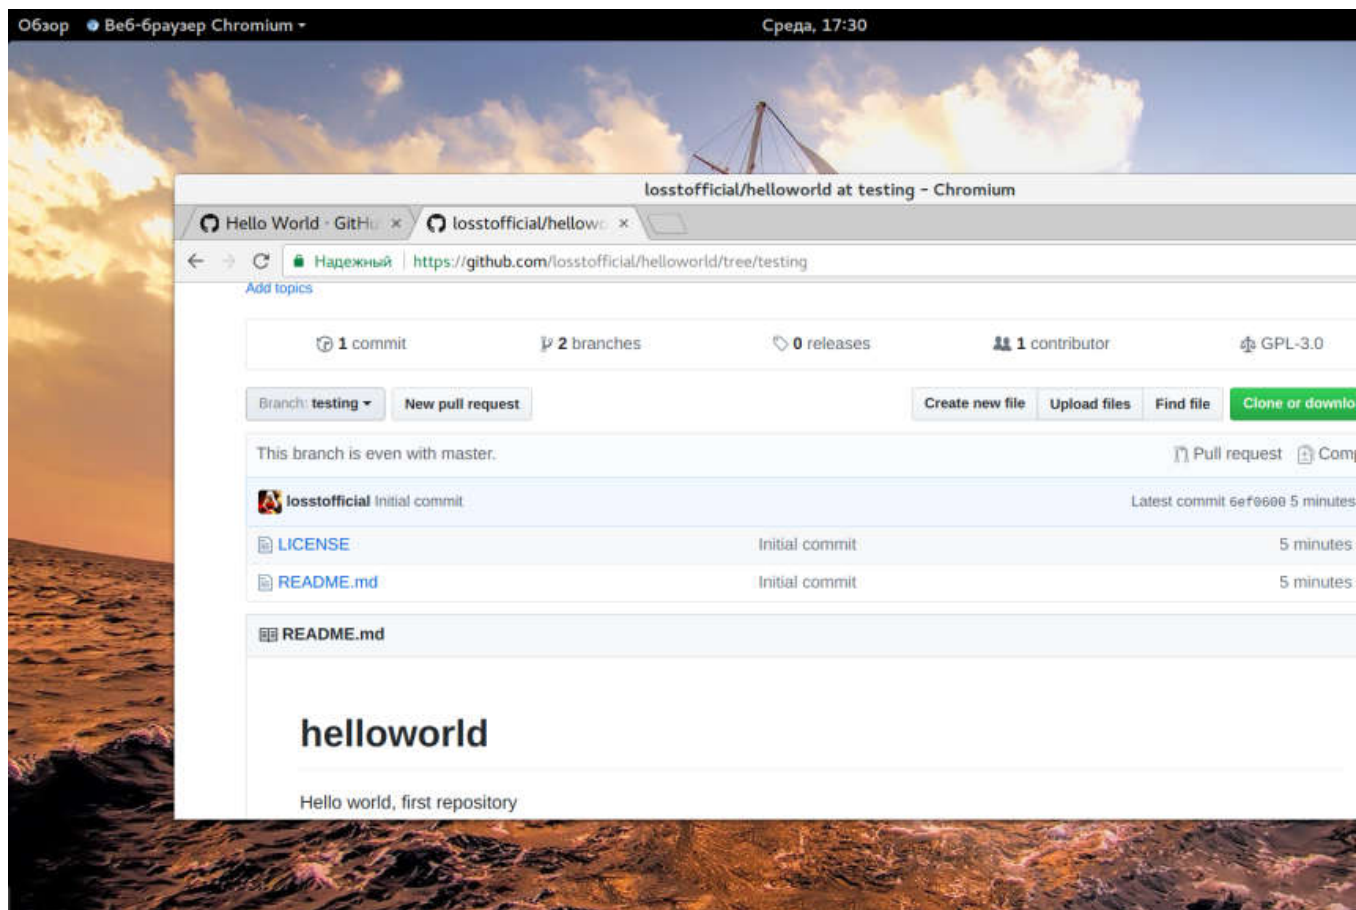 Обзор Веб-браузер Chromium Среда, 17:30
losstofficial/helloworld at testing - Chromium
Hello World · GitHu × losstofficial/hellowo ×
Надежный https://github.com/losstofficial/helloworld/tree/testing
Add topics
1 commit 2 branches 0 releases 1 contributor GPL-3.0
Branch: testing New pull request Create new file Upload files Find file Clone or downlo
This branch is even with master. Pull request Comp
losstofficial Initial commit Latest commit 6ef0600 5 minutes
LICENSE Initial commit 5 minutes
README.md Initial commit 5 minutes
README.md
helloworld
Hello world, first repository